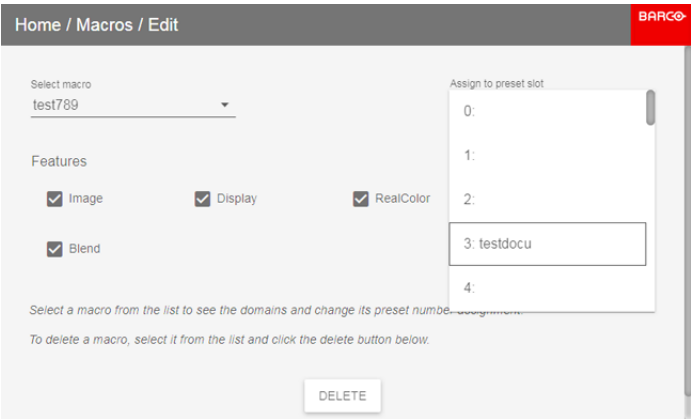 Home / Macros / Edit
BARCO
Select macro
test789
Assign to preset slot
0:
1:
2:
3: testdocu
4:
Features
Image
Display
RealColor
Blend
Select a macro from the list to see the domains and change its preset number assignment.
To delete a macro, select it from the list and click the delete button below.
DELETE